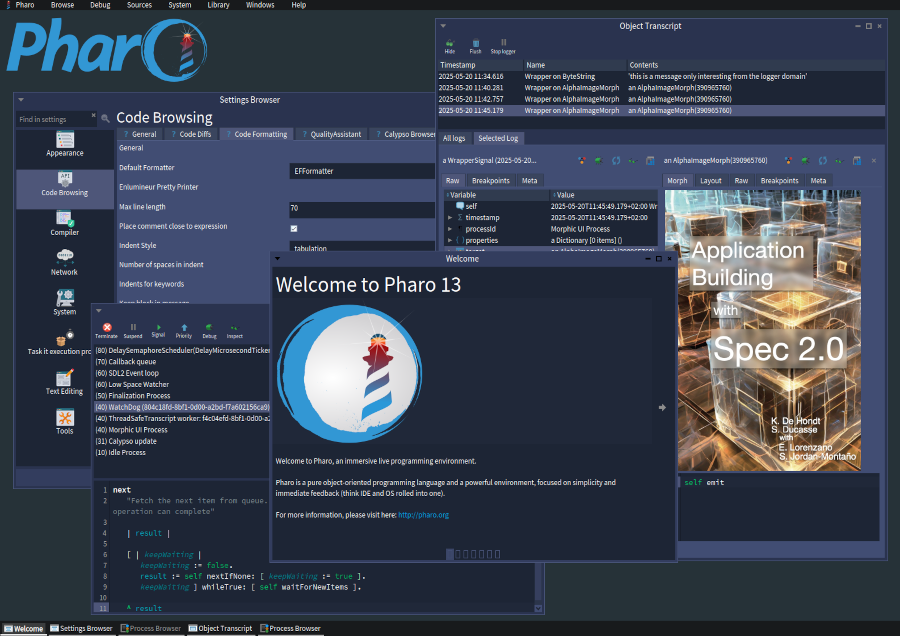 Pharo Browse Debug Sources System Library Windows Help
Pharo
Settings Browser
Find in settings
Appearance
Code Browsing
Compiler
Network
System
Task it execution pro
Text Editing
Tools
Code Browsing
? General ? Code Diffs ? Code Formatting ? QualityAssistant ? Calypso Browser
General
Default Formatter EFFormatter
Enlumineur Pretty Printer
Max line length 70
Place comment close to expression
Indent Style tabulation
Number of spaces in indent
Indents for keywords
Object Transcript
Hide Flush Stop logger
Timestamp Name Contents
2025-05-20 11:34.616 Wrapper on ByteString 'this is a message only interesting from the logger domain'
2025-05-20 11:40.281 Wrapper on AlphaImageMorph an AlphaImageMorph(390965760)
2025-05-20 11:42.757 Wrapper on AlphaImageMorph an AlphaImageMorph(390965760)
2025-05-20 11:45.179 Wrapper on AlphaImageMorph an AlphaImageMorph(390965760)
All logs Selected Log
a WrapperSignal (2025-05-20...
Raw Breakpoints Meta
Variable Value
self 2025-05-20T11:45:49.179+02:00 Wr
timestamp 2025-05-20T11:45:49.179+02:00
processId Morphic UI Process
properties a Dictionary [0 items] []
an AlphaImageMorph(390965760)
Morph Layout Raw Breakpoints Meta
Application
Building
with
Spec 2.0
K. De Hondt
S. Ducasse
with
E. Lorenzano
S. Jordan-Montaño
self emit
Terminate Suspend Signal Priority Debug Inspect
(80) DelaySemaphoreScheduler(DelayMicrosecondTicker
(70) Callback queue
(60) SDL2 Event loop
(60) Low Space Watcher
(50) Finalization Process
(40) WatchDog (804c18fd-8bf1-0d00-a2bd-f7a602156ca9)
(40) ThreadSafeTranscript worker: f4c04efd-8bf1-0d00-a2
(40) Morphic UI Process
(31) Calypso update
(10) Idle Process
1 next
2 "Fetch the next item from queue.
operation can complete"
3
4 | result |
5
6 [ | keepWaiting |
7 keepWaiting := false.
8 result := self nextIfNone: [ keepWaiting := true ].
9 keepWaiting ] whileTrue: [ self waitForNewItems ].
10
11 ^ result
Welcome
Welcome to Pharo 13
Welcome to Pharo, an immersive live programming environment.
Pharo is a pure object-oriented programming language and a powerful environment, focused on simplicity and
immediate feedback (think IDE and OS rolled into one).
For more information, please visit here: http://pharo.org
Welcome Settings Browser Process Browser Object Transcript Process Browser